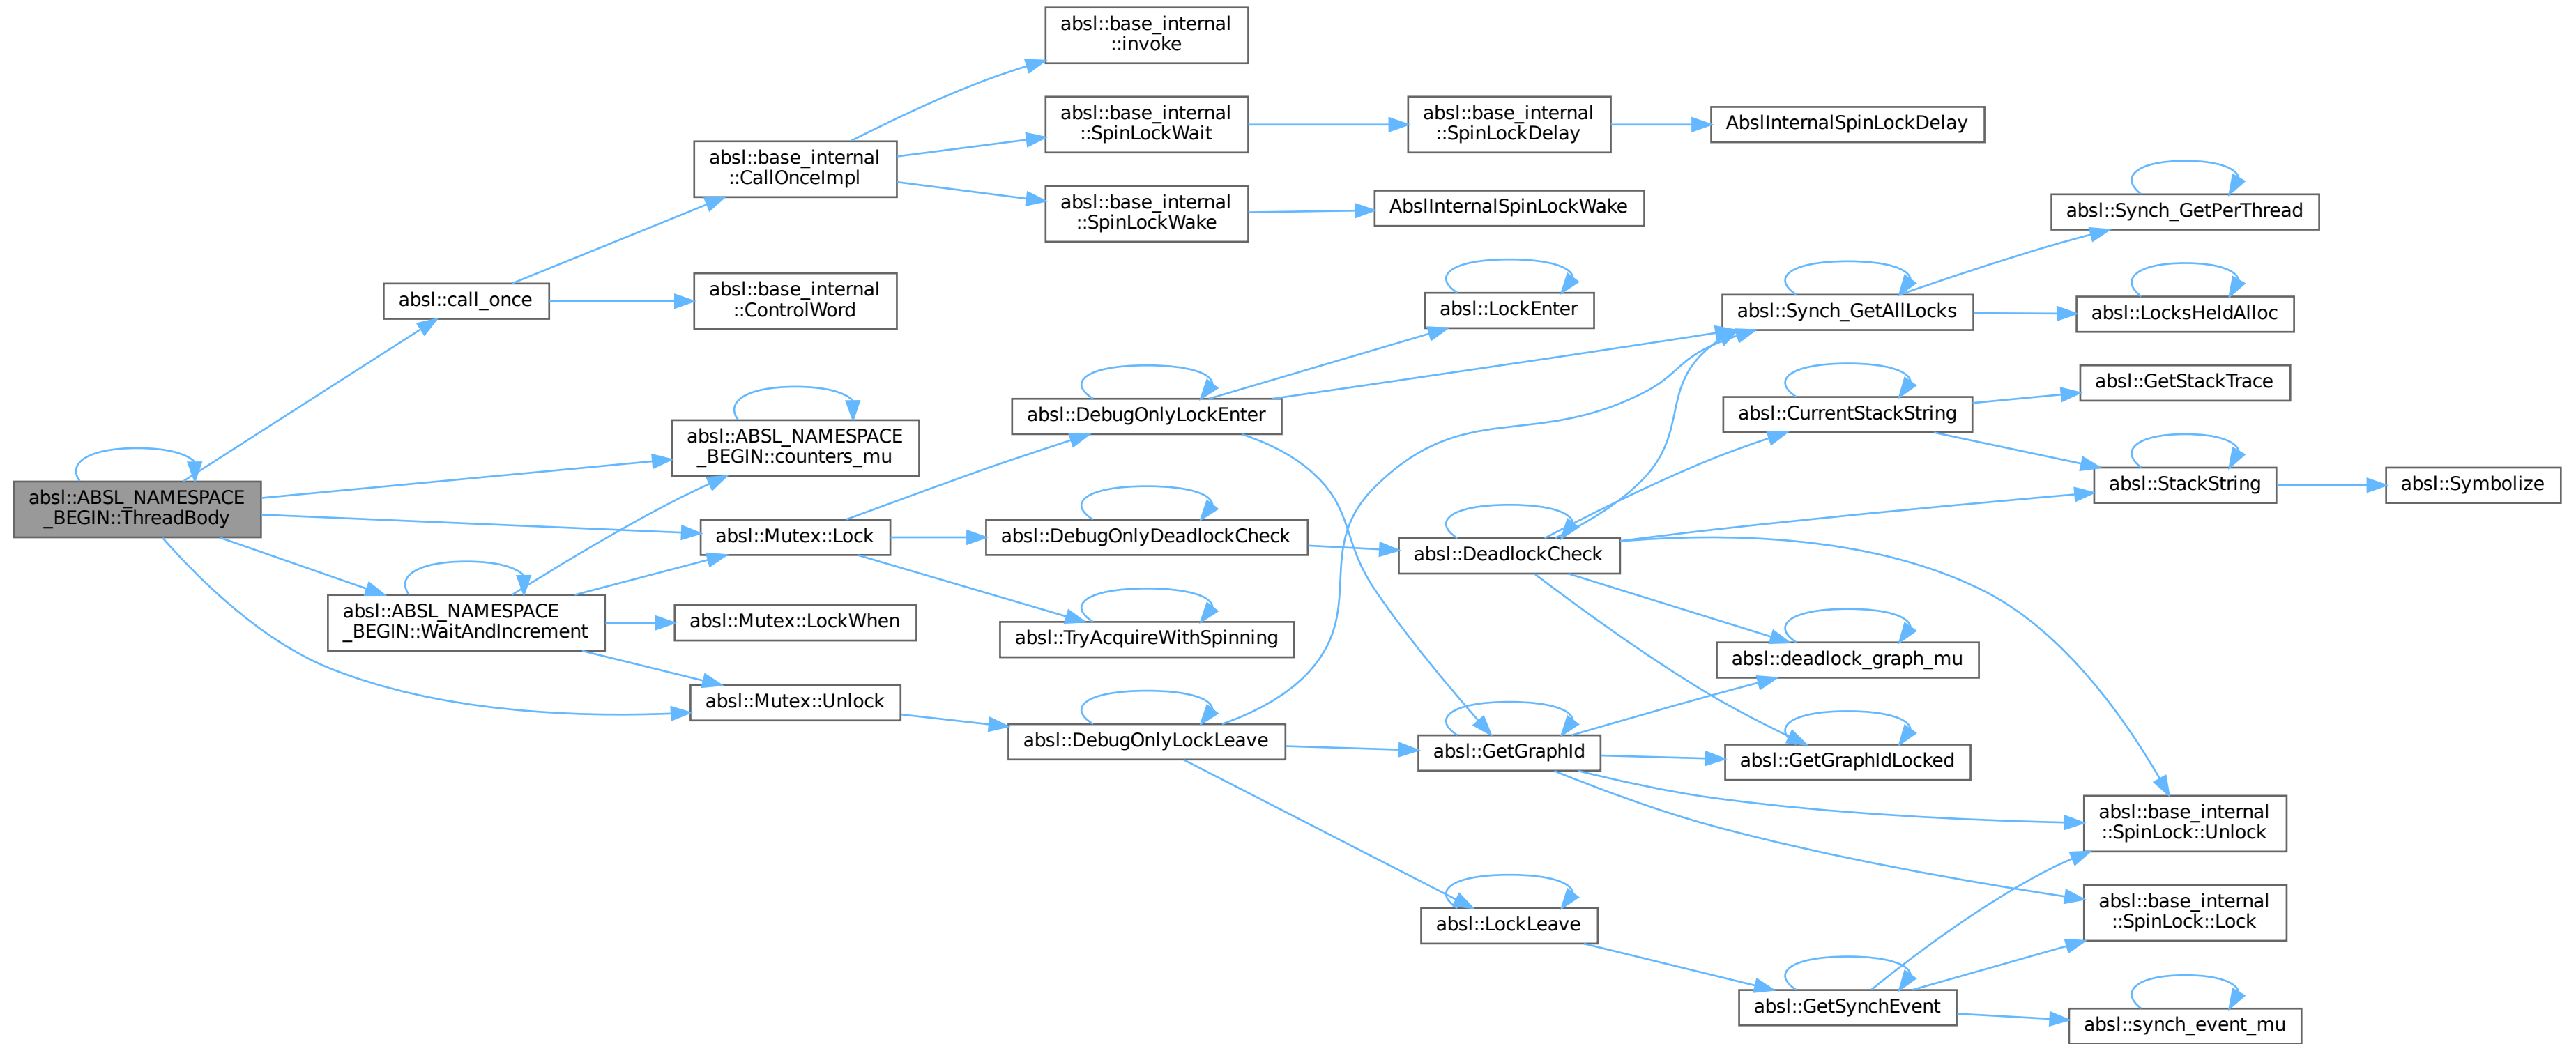 absl::ABSL_NAMESPACE
_BEGIN::ThreadBody
absl::call_once
absl::ABSL_NAMESPACE
_BEGIN::WaitAndIncrement
absl::base_internal
::CallOnceImpl
absl::base_internal
::ControlWord
absl::ABSL_NAMESPACE
_BEGIN::counters_mu
absl::Mutex::Lock
absl::Mutex::LockWhen
absl::Mutex::Unlock
absl::base_internal
::invoke
absl::base_internal
::SpinLockWait
absl::base_internal
::SpinLockWake
absl::DebugOnlyLockEnter
absl::DebugOnlyDeadlockCheck
absl::TryAcquireWithSpinning
absl::DebugOnlyLockLeave
absl::base_internal
::SpinLockDelay
AbslInternalSpinLockWake
absl::LockEnter
absl::DeadlockCheck
absl::GetGraphId
absl::LockLeave
AbslInternalSpinLockDelay
absl::Synch_GetAllLocks
absl::CurrentStackString
absl::deadlock_graph_mu
absl::GetGraphIdLocked
absl::GetSynchEvent
absl::Synch_GetPerThread
absl::LocksHeldAlloc
absl::GetStackTrace
absl::StackString
absl::base_internal
::SpinLock::Unlock
absl::base_internal
::SpinLock::Lock
absl::synch_event_mu
absl::Symbolize